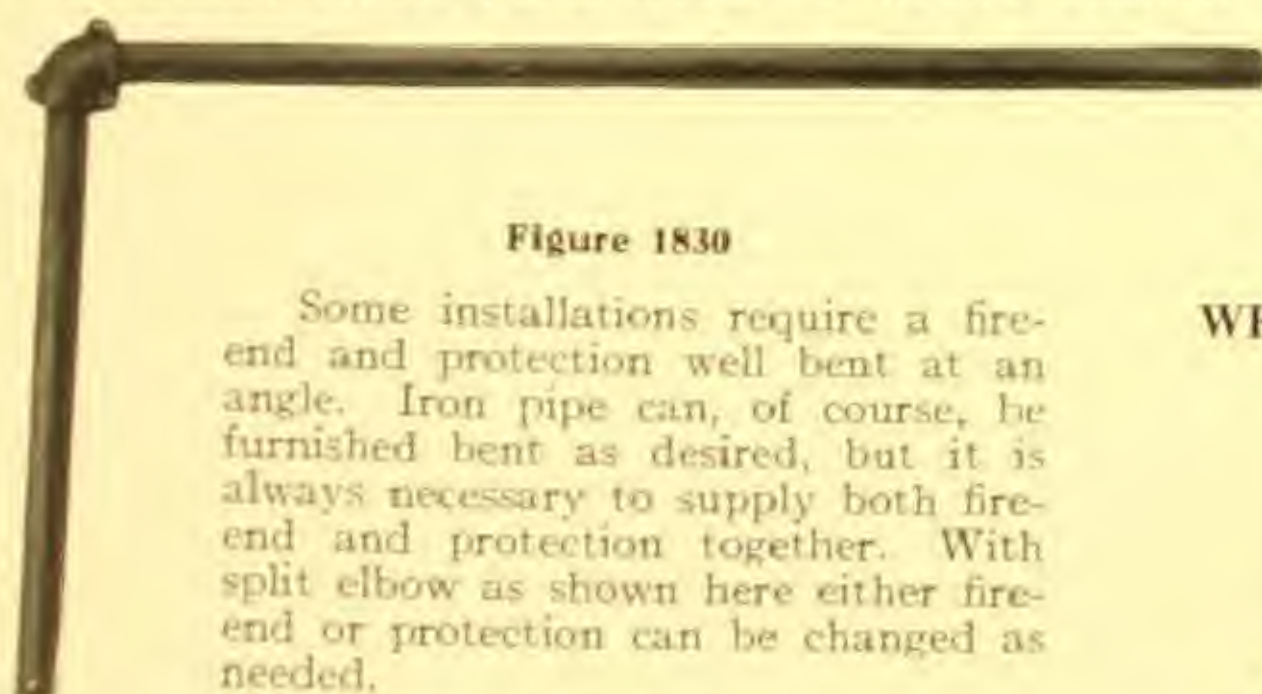 Figure 1830
Some installations require a fire-
end and protection well bent at an
angle. Iron pipe can, of course, be
furnished bent as desired, but it is
always necessary to supply both fire-
end and protection together. With
split elbow as shown here either fire-
end or protection can be changed as
needed.